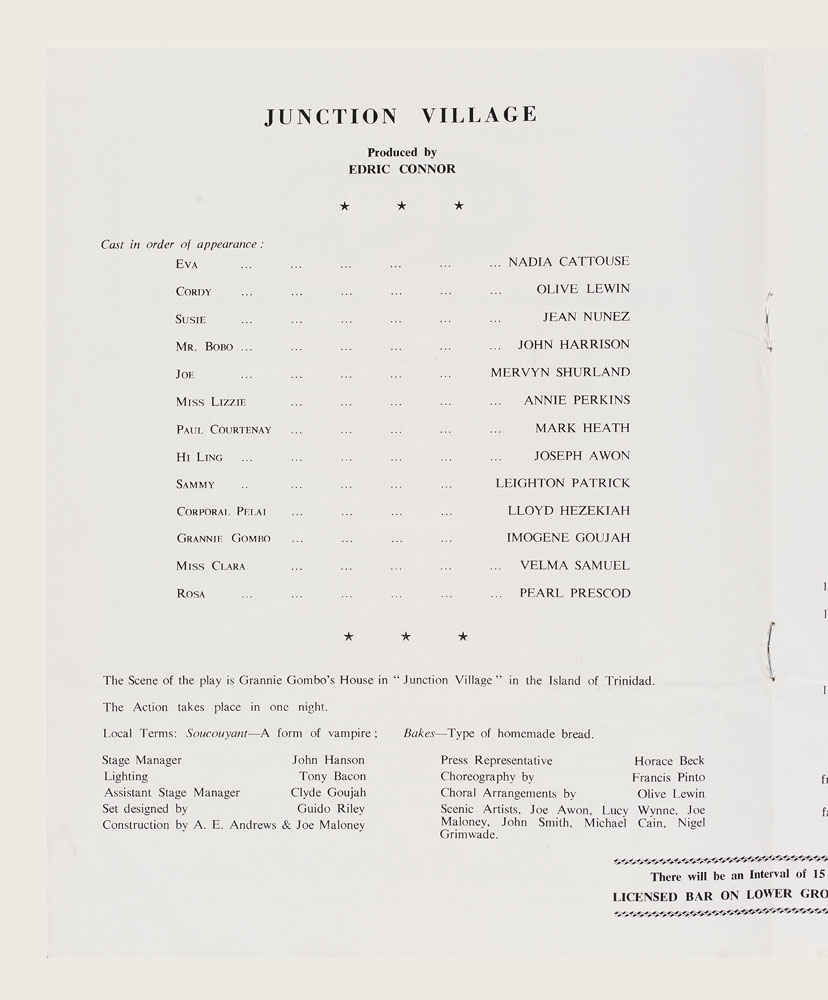 JUNCTION VILLAGE
Produced by
EDRIC CONNOR
★ ★ ★
Cast in order of appearance :
EVA ... ... ... ... ... ... NADIA CATTOUSE
CORDY ... ... ... ... ... ... OLIVE LEWIN
SUSIE ... ... ... ... ... ... JEAN NUNEZ
MR. BOBO ... ... ... ... ... ... JOHN HARRISON
JOE ... ... ... ... ... MERVYN SHURLAND
MISS LIZZIE ... ... ... ... ... ANNIE PERKINS
PAUL COURTENAY ... ... ... ... ... MARK HEATH
HI LING ... ... ... ... ... ... JOSEPH AWON
SAMMY .. ... ... ... ... LEIGHTON PATRICK
CORPORAL PELAI ... ... ... ... LLOYD HEZEKIAH
GRANNIE GOMBO ... ... ... ... IMOGENE GOUJAH
MISS CLARA ... ... ... ... ... VELMA SAMUEL
ROSA ... ... ... ... ... ... PEARL PRESCOD
★ ★ ★
The Scene of the play is Grannie Gombo's House in “ Junction Village ” in the Island of Trinidad.
The Action takes place in one night.
Local Terms: Soucouyant—A form of vampire ; Bakes—Type of homemade bread.
Stage Manager John Hanson
Lighting Tony Bacon
Assistant Stage Manager Clyde Goujah
Set designed by Guido Riley
Construction by A. E. Andrews & Joe Maloney
Press Representative Horace Beck
Choreography by Francis Pinto
Choral Arrangements by Olive Lewin
Scenic Artists, Joe Awon, Lucy Wynne, Joe
Maloney, John Smith, Michael Cain, Nigel
Grimwade.
There will be an Interval of 15
LICENSED BAR ON LOWER GRO